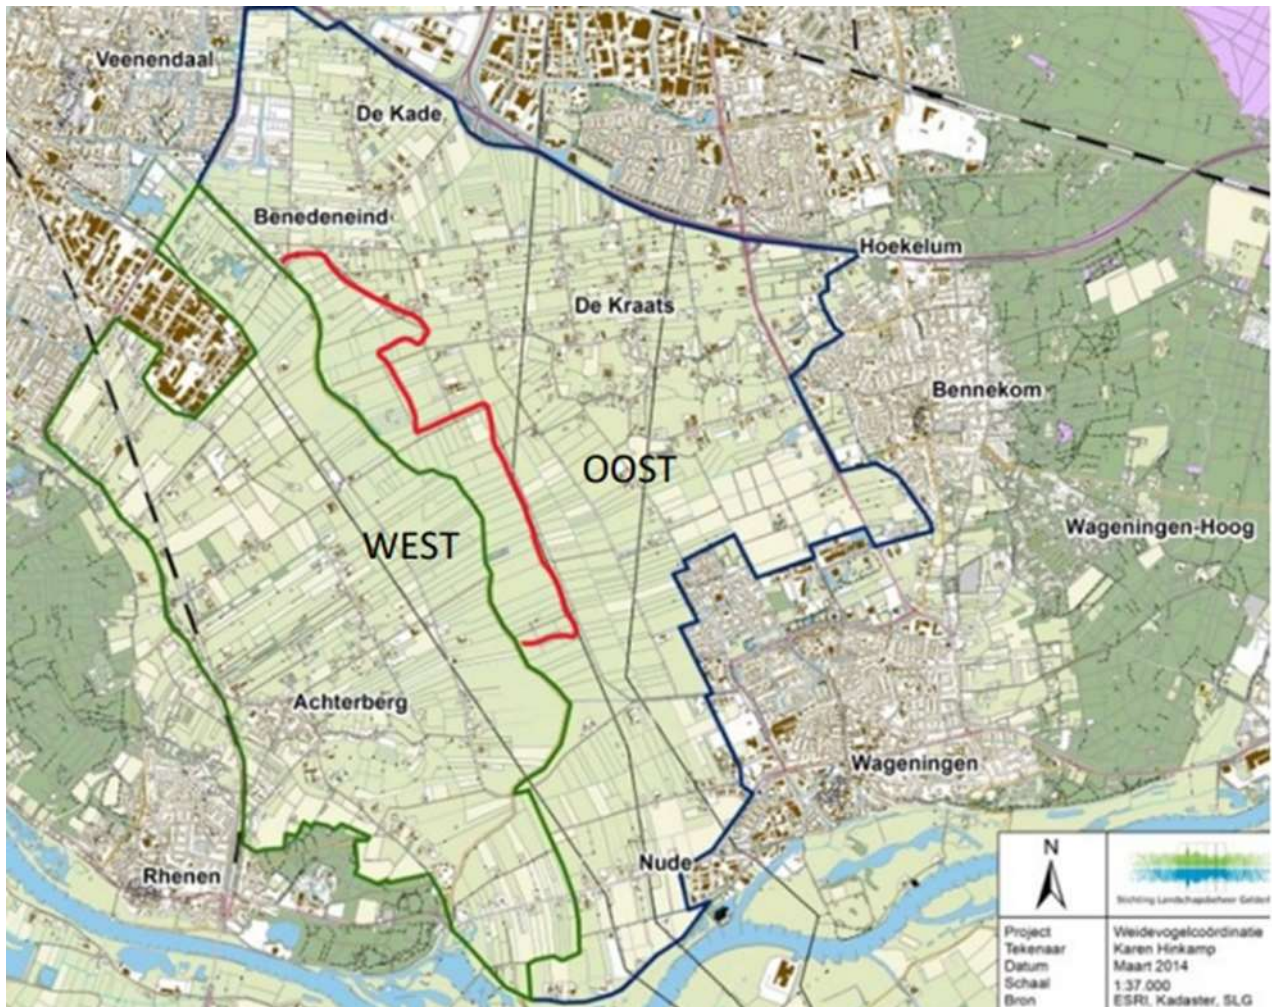 Veenendaal
De Kade
Benedeneind
Hoekelum
De Kraats
Bennekom
OOST
Wageningen-Hoog
WEST
Achterberg
Wageningen
Nude
Rhenen
N
Stichting Landschapsbeheer Gelderl
Project Weidevogelcoördinatie
Tekenaar Karen Hinkamp
Datum Maart 2014
Schaal 1:37.000
Bron ESRI, Kadaster, SLG